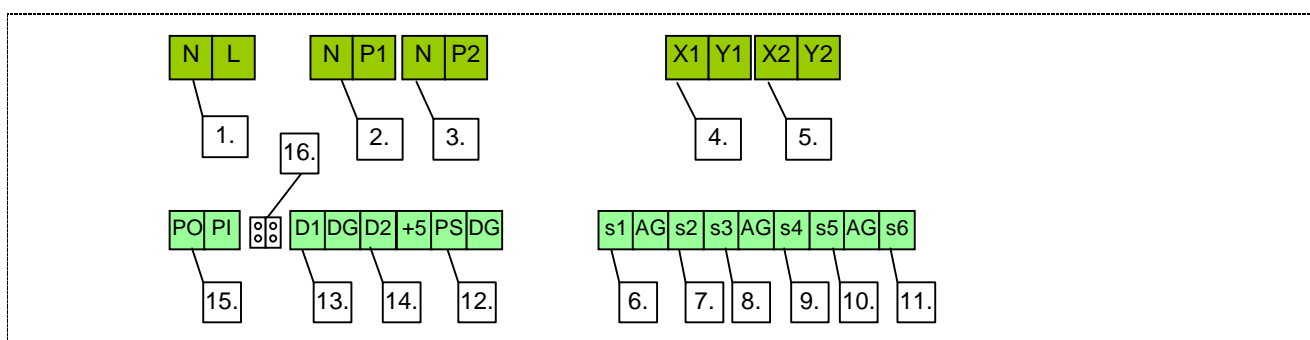 N L N P1 N P2 X1 Y1 X2 Y2
1. 2. 3. 4. 5.
16.
PO PI D1 DG D2 +5 PS DG s1 AG s2 s3 AG s4 s5 AG s6
15. 13. 14. 12. 6. 7. 8. 9. 10. 11.